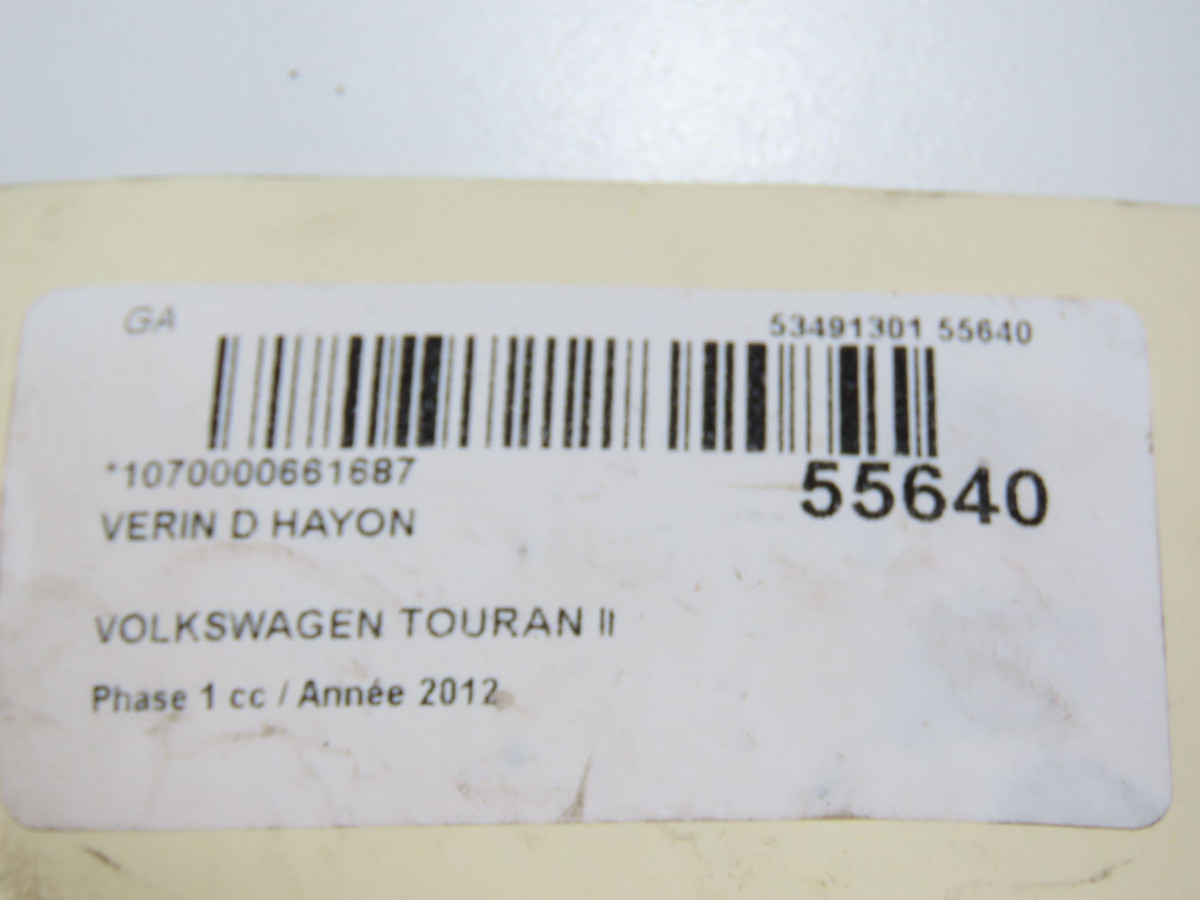 GA
53491301 55640
*1070000661687
55640
VERIN D HAYON
VOLKSWAGEN TOURAN II
Phase 1 cc / Année 2012